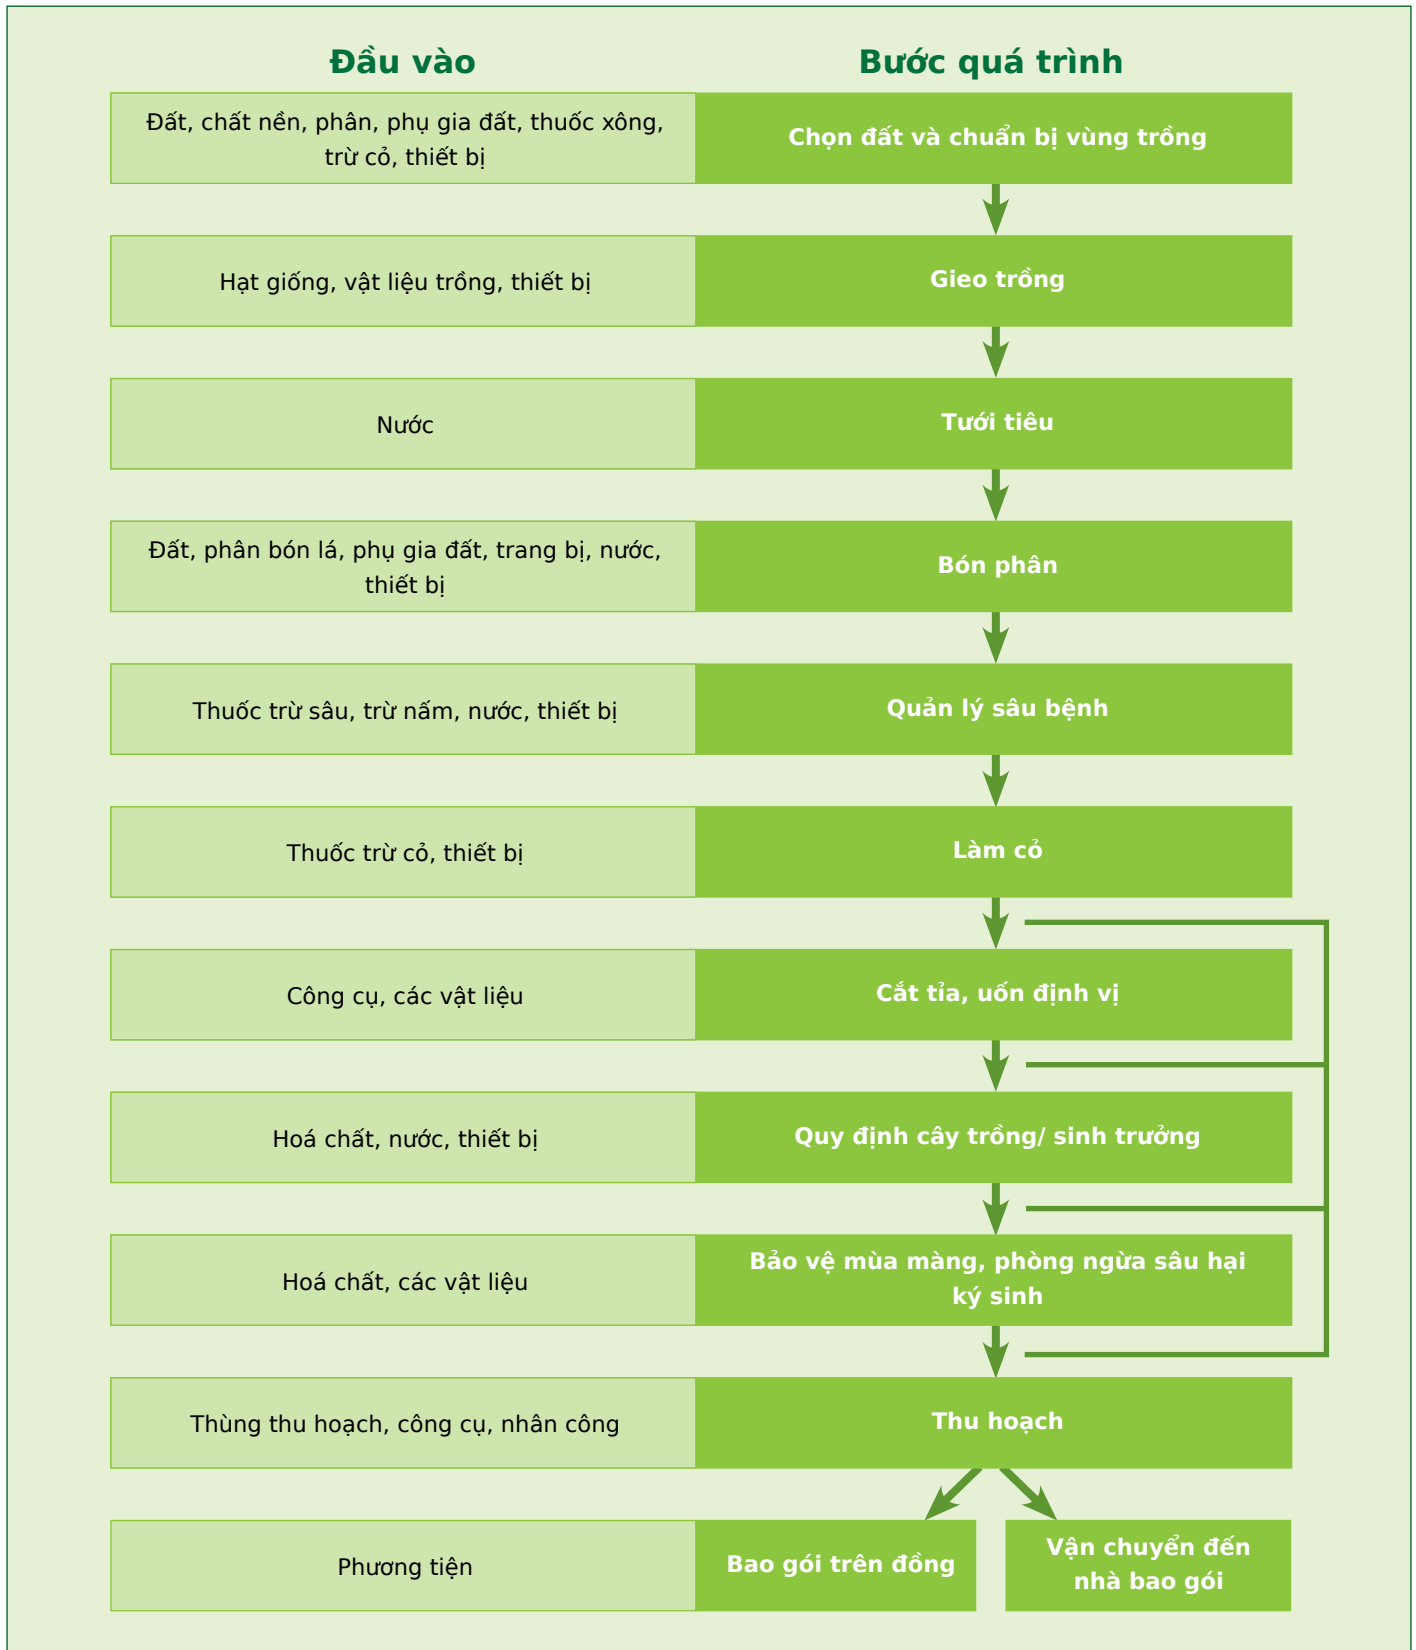 Đầu vào
Bước quá trình
Đất, chất nền, phân, phụ gia đất, thuốc xông,
trừ cỏ, thiết bị
Chọn đất và chuẩn bị vùng trồng
Hạt giống, vật liệu trồng, thiết bị
Gieo trồng
Nước
Tưới tiêu
Đất, phân bón lá, phụ gia đất, trang bị, nước,
thiết bị
Bón phân
Thuốc trừ sâu, trừ nấm, nước, thiết bị
Quản lý sâu bệnh
Thuốc trừ cỏ, thiết bị
Làm cỏ
Công cụ, các vật liệu
Cắt tỉa, uốn định vị
Hoá chất, nước, thiết bị
Quy định cây trồng/ sinh trưởng
Hoá chất, các vật liệu
Bảo vệ mùa màng, phòng ngừa sâu hại
ký sinh
Thùng thu hoạch, công cụ, nhân công
Thu hoạch
Phương tiện
Bao gói trên đồng
Vận chuyển đến
nhà bao gói